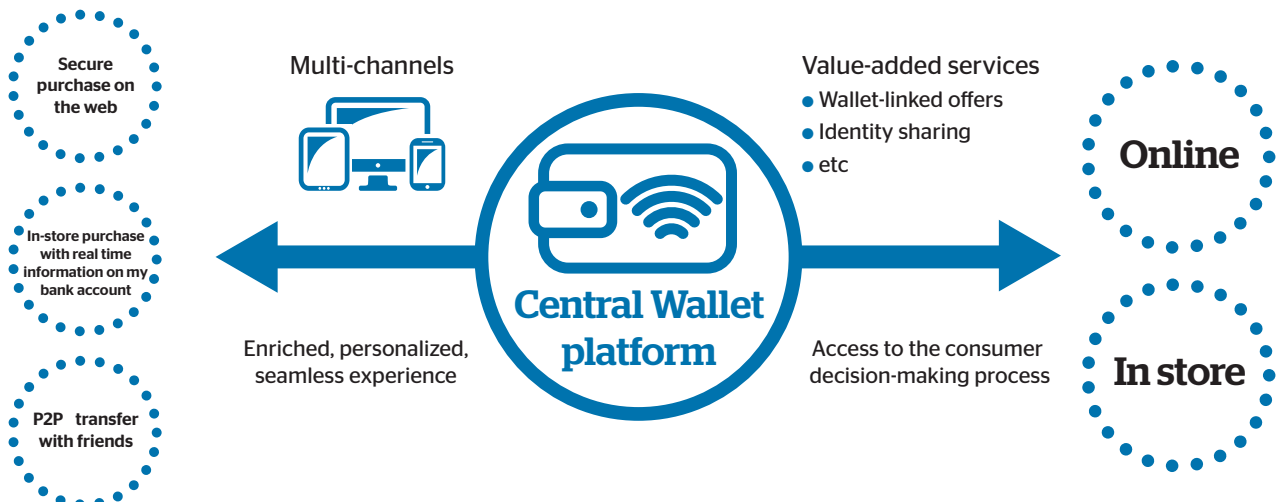 Secure
purchase on
the web
In-store purchase
with real time
information on my
bank account
P2P transfer
with friends
Multi-channels
Enriched, personalized,
seamless experience
Central Wallet
platform
Value-added services
• Wallet-linked offers
• Identity sharing
• etc
Access to the consumer
decision-making process
Online
In store